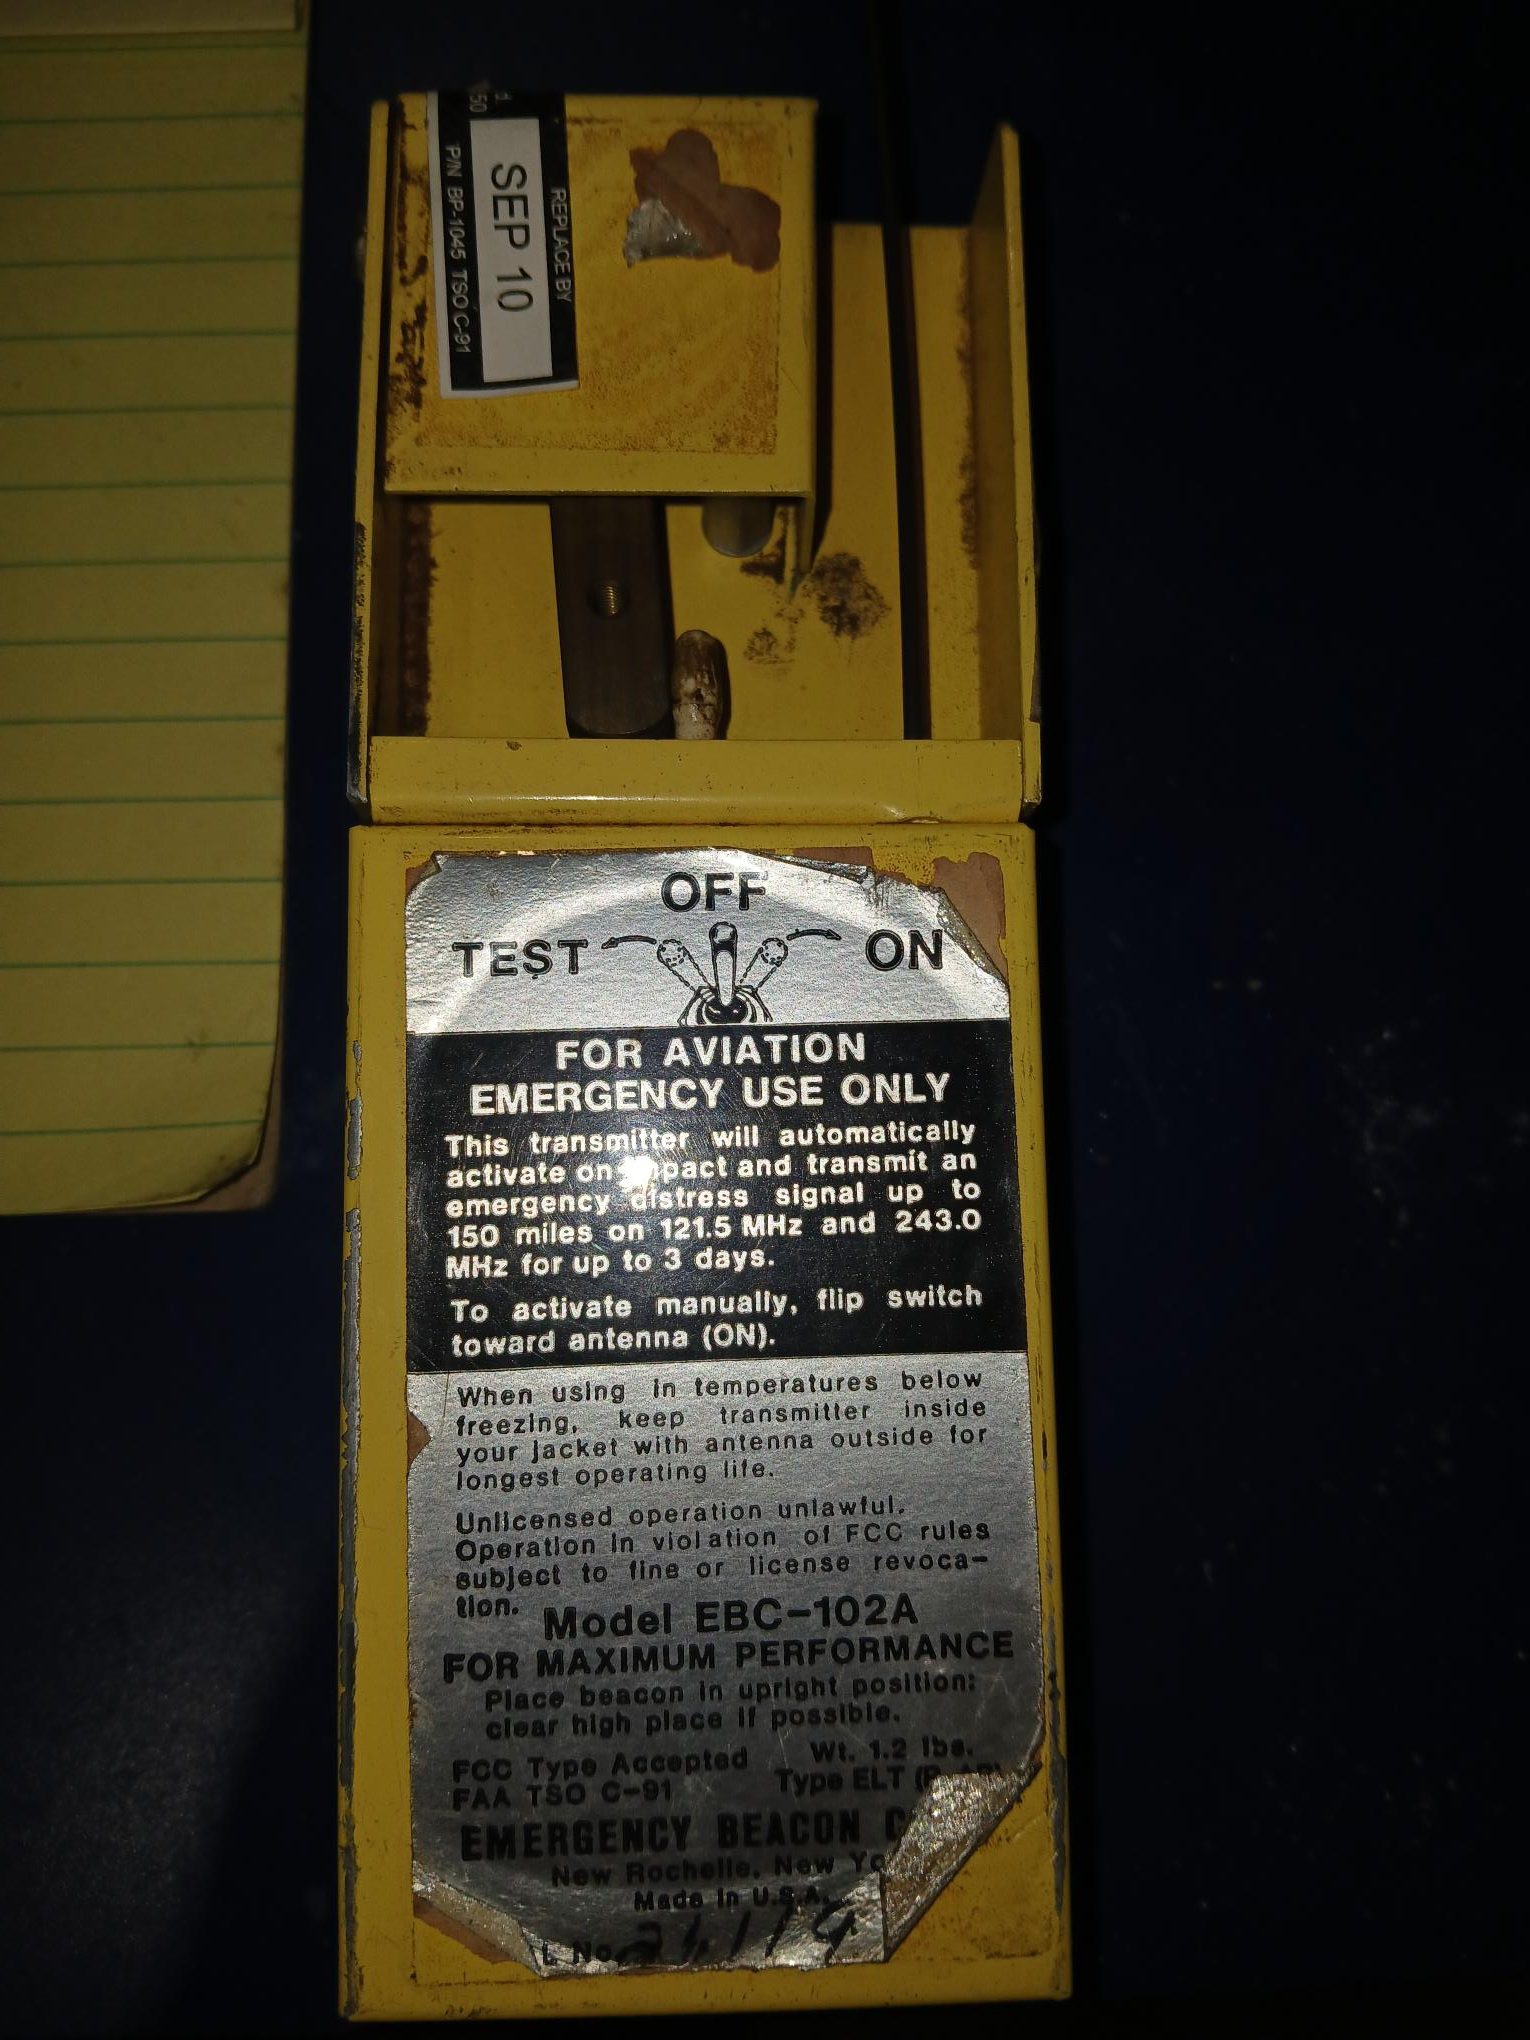 50
P/N BP-1045 TSO C-91
SEP 10
REPLACE BY
OFF
TEST
ON
FOR AVIATION
EMERGENCY USE ONLY
This transmitter will automatically
activate on pact and transmit an
emergency distress signal up to
150 miles on 121.5 MHz and 243.0
MHz for up to 3 days.
To activate manually, flip switch
toward antenna (ON).
When using in temperatures below
freezing, keep transmitter inside
your jacket with antenna outside for
longest operating life.
Unlicensed operation unlawful.
Operation in violation of FCC rules
subject to fine or license revoca-
tion.
Model EBC-102A
FOR MAXIMUM PERFORMANCE
Place beacon in upright position:
clear high place if possible.
FCC Type Accepted Wt. 1.2 lbs.
FAA TSO C-91 Type ELT
EMERGENCY BEACON
New Rochelle, New Yo
Made in U.S.A.
L No.